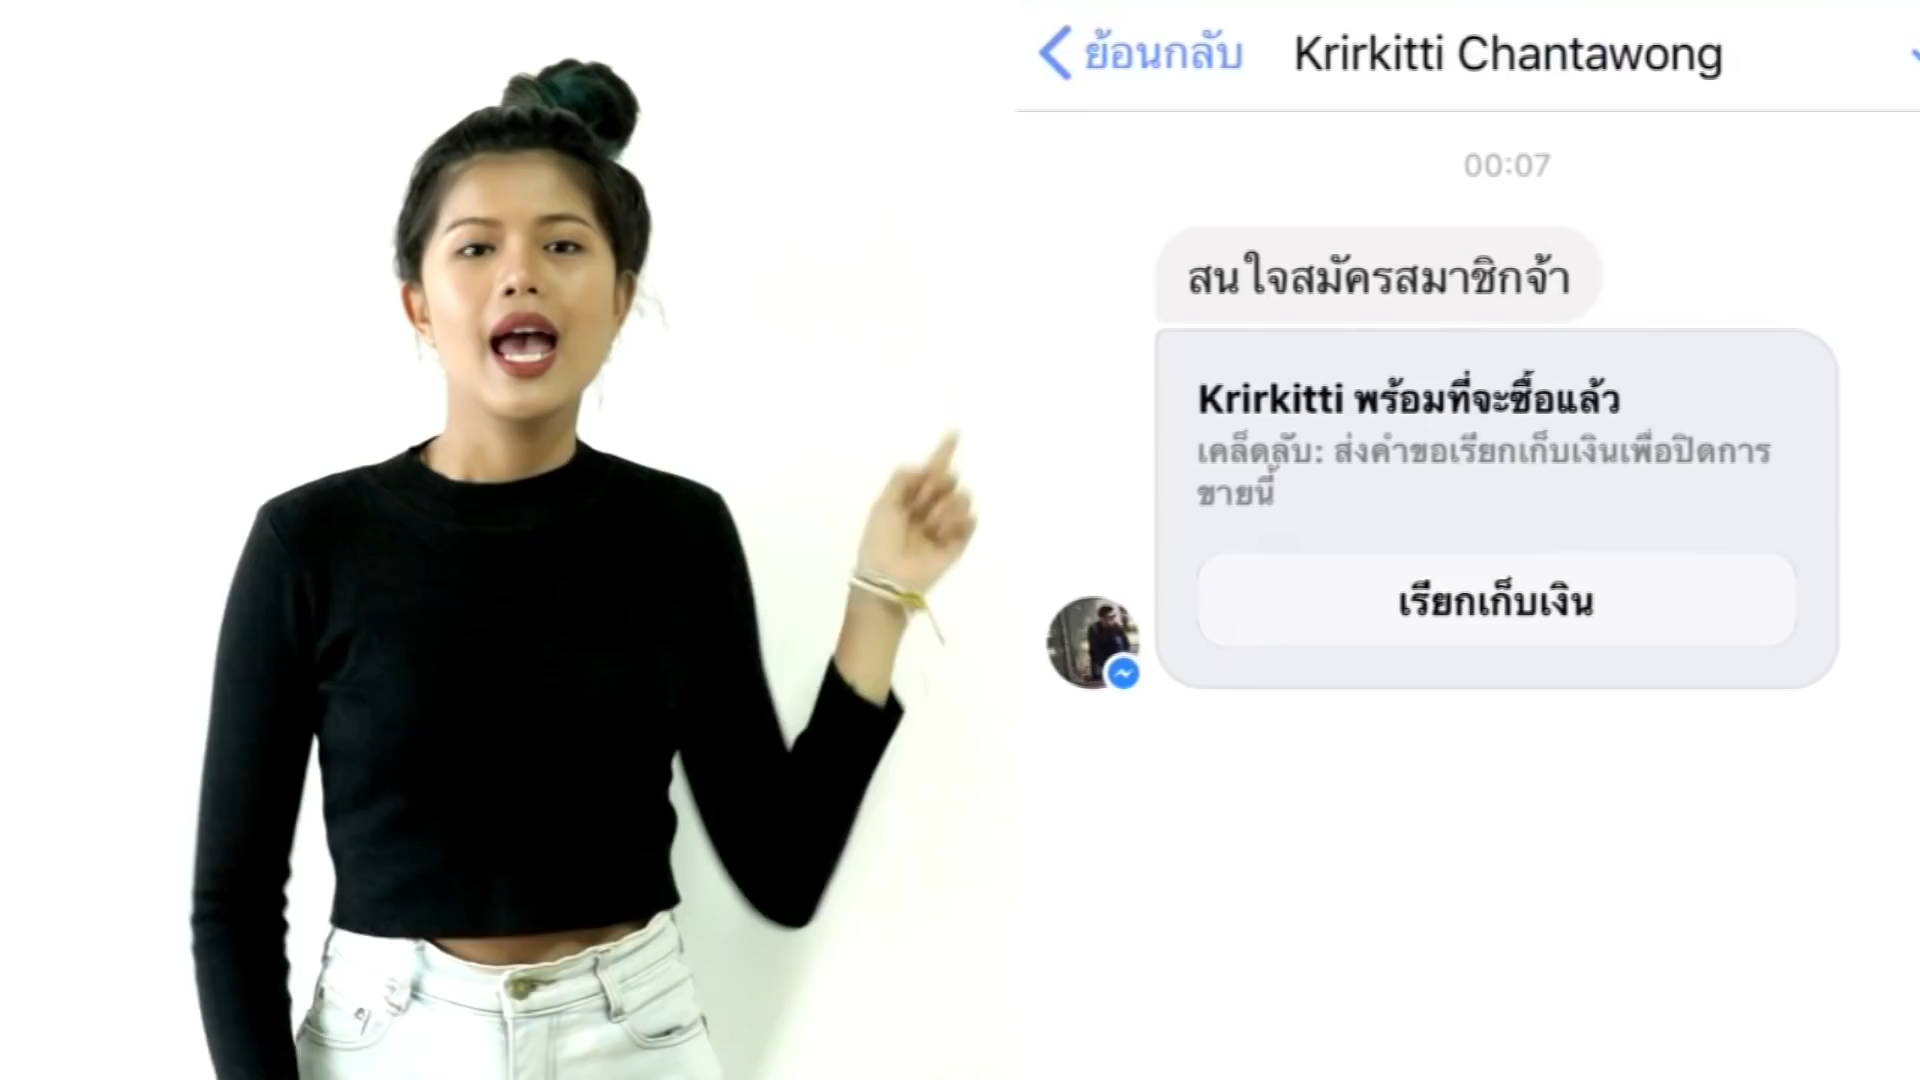 ย้อนกลับ
Krirkitti Chantawong
00:07
สนใจสมัครสมาชิกจ้า
Krirkitti พร้อมที่จะซื้อแล้ว
เคล็ดลับ: ส่งคำขอเรียกเก็บเงินเพื่อปิดการ
ขายนี้
เรียกเก็บเงิน